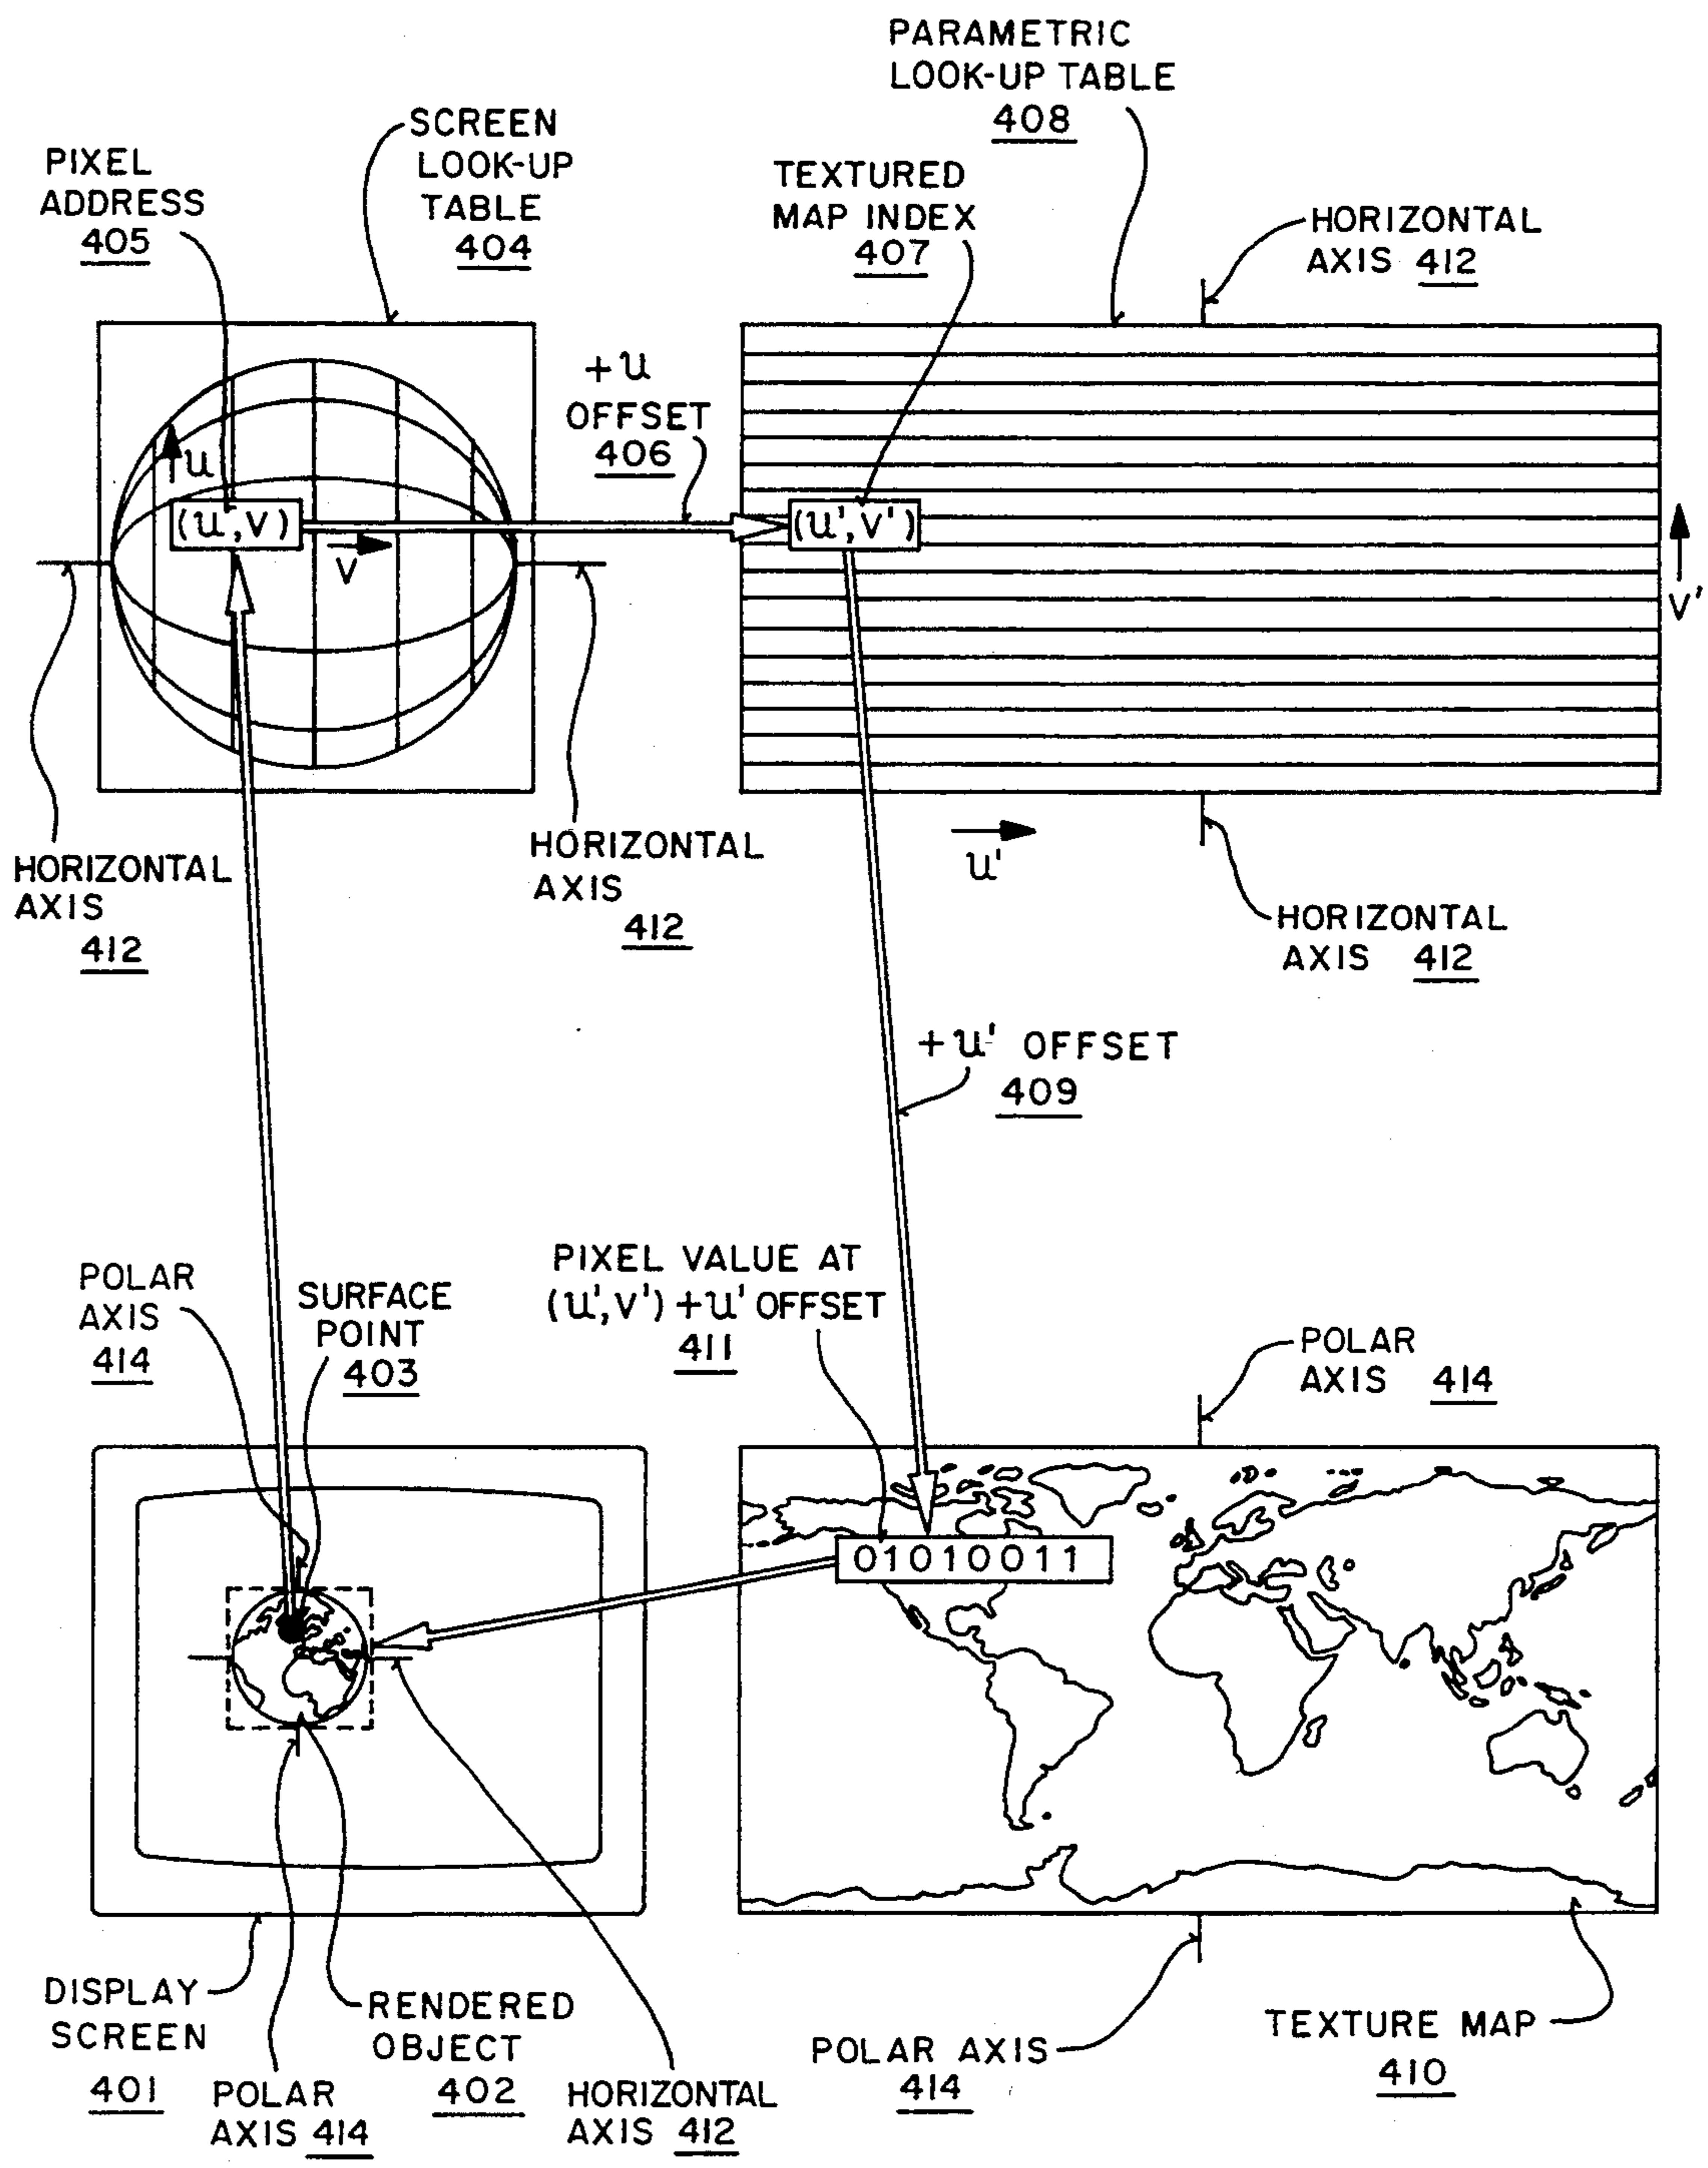 PARAMETRIC
LOOK-UP TABLE
408
SCREEN
LOOK-UP
TABLE
404
PIXEL
ADDRESS
405
TEXTURED
MAP INDEX
407
HORIZONTAL
AXIS 412
+u
OFFSET
406
u
(u,v)
v
(u',v')
v'
u'
HORIZONTAL
AXIS
412
HORIZONTAL
AXIS
412
HORIZONTAL
AXIS 412
+u' OFFSET
409
POLAR
AXIS
414
SURFACE
POINT
403
PIXEL VALUE AT
(u',v') +u' OFFSET
411
POLAR
AXIS 414
01010011
DISPLAY
SCREEN
401
POLAR
AXIS 414
RENDERED
OBJECT
402
HORIZONTAL
AXIS 412
POLAR AXIS
414
TEXTURE MAP
410